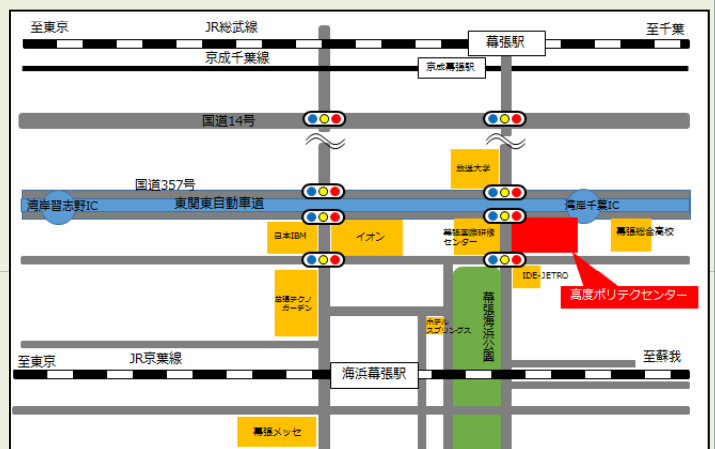 至東京
JR総武線
幕張駅
至千葉
京成千葉線
京成幕張駅
国道14号
放送大学
国道357号
湾岸習志野IC
東関東自動車道
湾岸千葉IC
日本IBM
イオン
幕張国際研修
センター
幕張総合高校
IDE-JETRO
高度ポリテクセンター
幕張テクノ
ガーデン
幕張海浜公園
ホテル
スプリングス
至東京
JR京葉線
海浜幕張駅
至蘇我
幕張メッセ